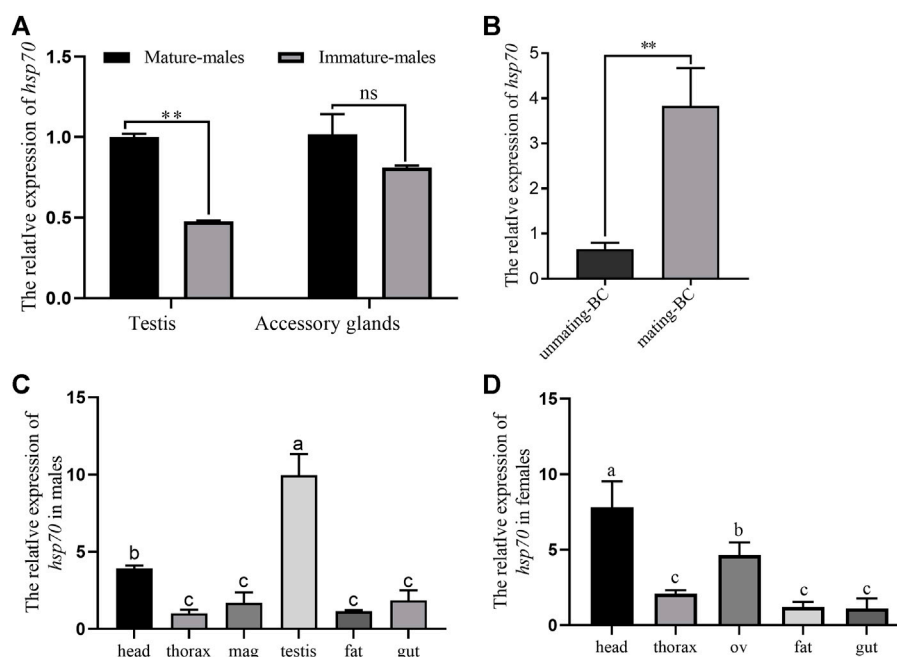 A
The relatIve expression of hsp70
1.5
1.0
0.5
0.0
Mature-males
Immature-males
**
ns
Testis
Accessory glands
B
The relatIve expression of hsp70
5
4
3
2
1
0
**
unmating-BC
mating-BC
C
The relatIve expression of
hsp70 in males
15
10
5
0
b
c
c
a
c
c
head
thorax
mag
testis
fat
gut
D
The relatIve expression of
hsp70 in females
15
10
5
0
a
c
b
c
c
head
thorax
ov
fat
gut